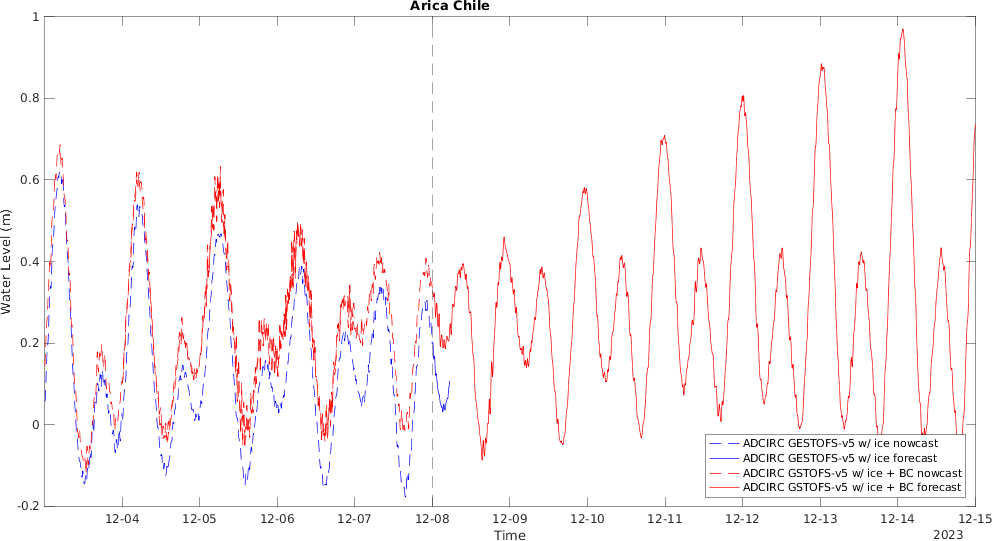 Arica Chile
Water Level (m)
1
0.8
0.6
0.4
0.2
0
-0.2
ADCIRC GESTOFS-v5 w/ ice nowcast
ADCIRC GESTOFS-v5 w/ ice forecast
ADCIRC GSTOFS-v5 w/ ice + BC nowcast
ADCIRC GSTOFS-v5 w/ ice + BC forecast
12-04 12-05 12-06 12-07 12-08 12-09 12-10 12-11 12-12 12-13 12-14 12-15
Time
2023